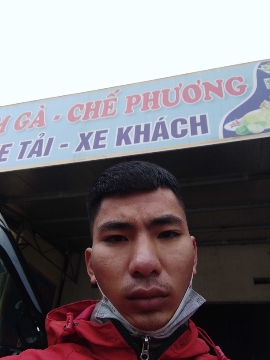 GÀ - CHẾ PHƯƠNG
TẢI - XE KHÁCH